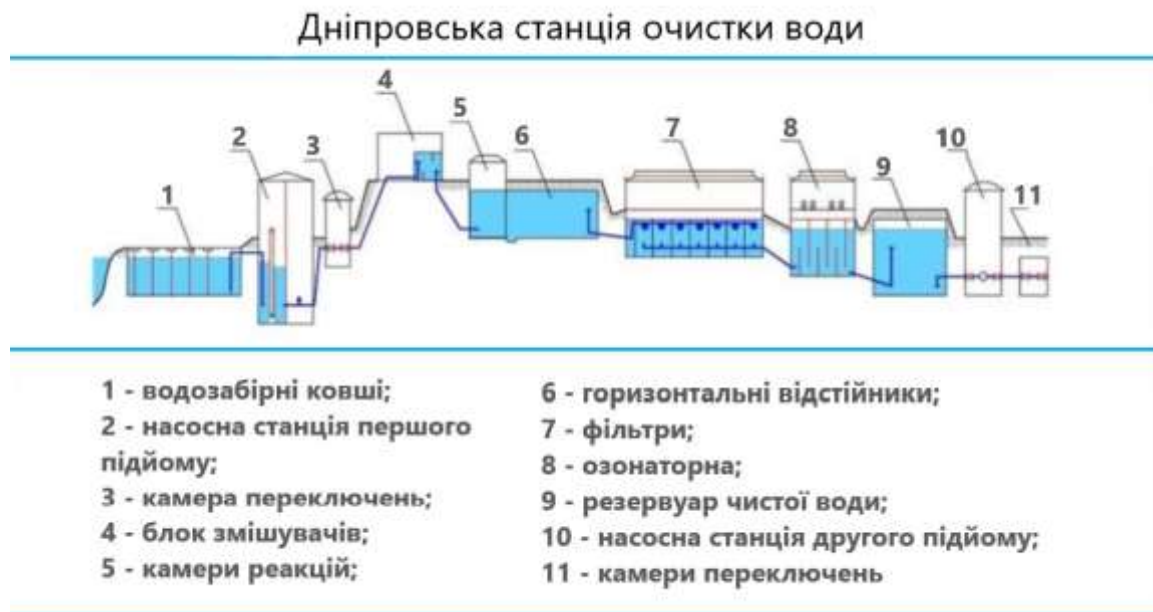 Дніпровська станція очистки води
1
2
3
4
5
6
7
8
9
10
11
1 - водозабірні ковші;
2 - насосна станція першого
підйому;
3 - камера переключень;
4 - блок змішувачів;
5 - камери реакцій;
6 - горизонтальні відстійники;
7 - фільтри;
8 - озонаторна;
9 - резервуар чистої води;
10 - насосна станція другого підйому;
11 - камери переключень